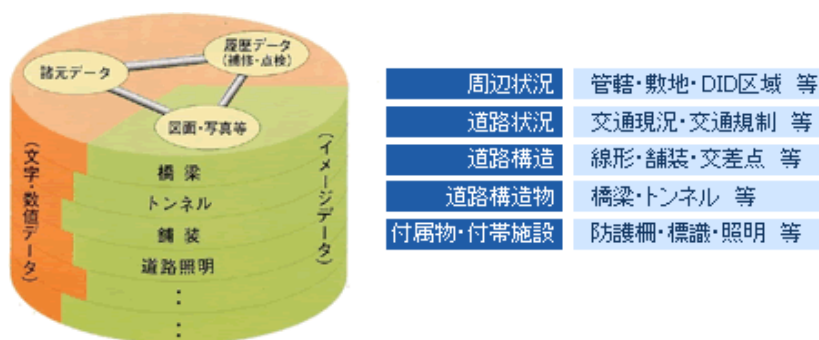 履歴データ
(補修・点検)
諸元データ
図面・写真等
(文字・数値データ)
(イメージデータ)
橋梁
トンネル
舗装
道路照明
:
:
周辺状況 管轄・敷地・DID区域 等
道路状況 交通現況・交通規制 等
道路構造 線形・舗装・交差点 等
道路構造物 橋梁・トンネル 等
付属物・付帯施設 防護柵・標識・照明 等